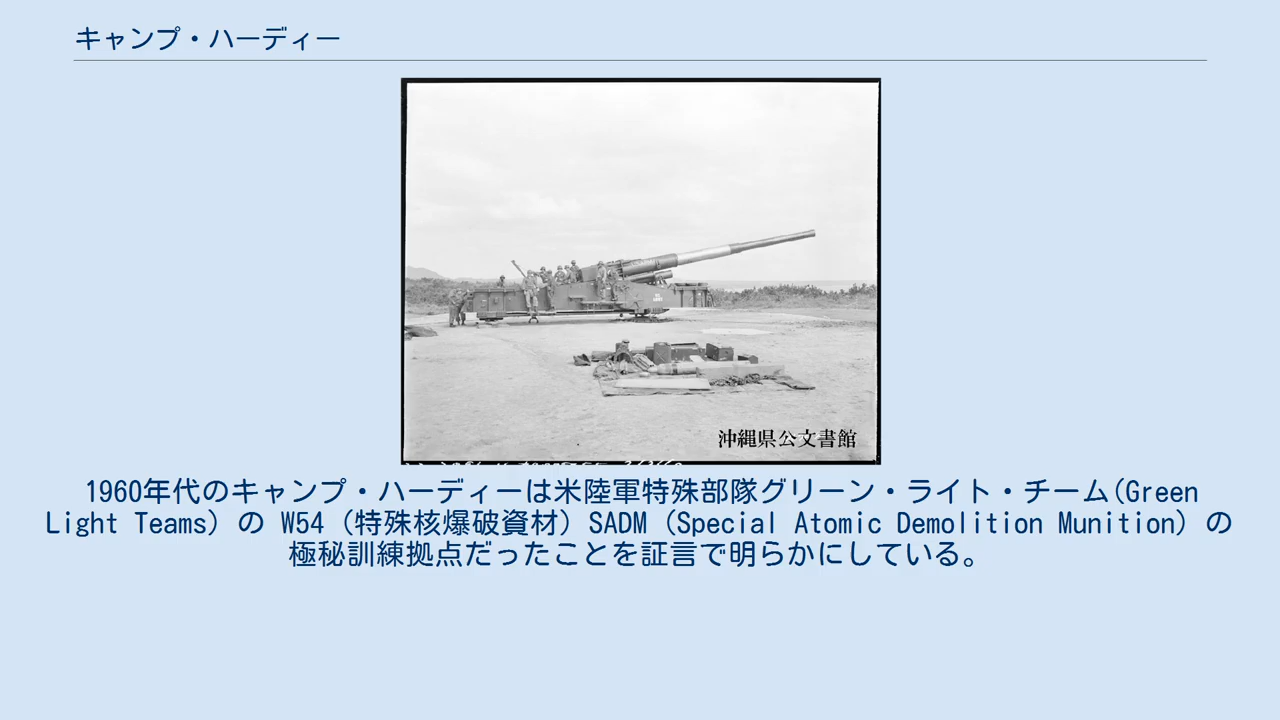 キャンプ・ハーディー
沖縄県公文書館
1960年代のキャンプ・ハーディーは米陸軍特殊部隊グリーン・ライト・チーム(Green
Light Teams) の W54 (特殊核爆破資材) SADM (Special Atomic Demolition Munition) の
極秘訓練拠点だったことを証言で明らかにしている。